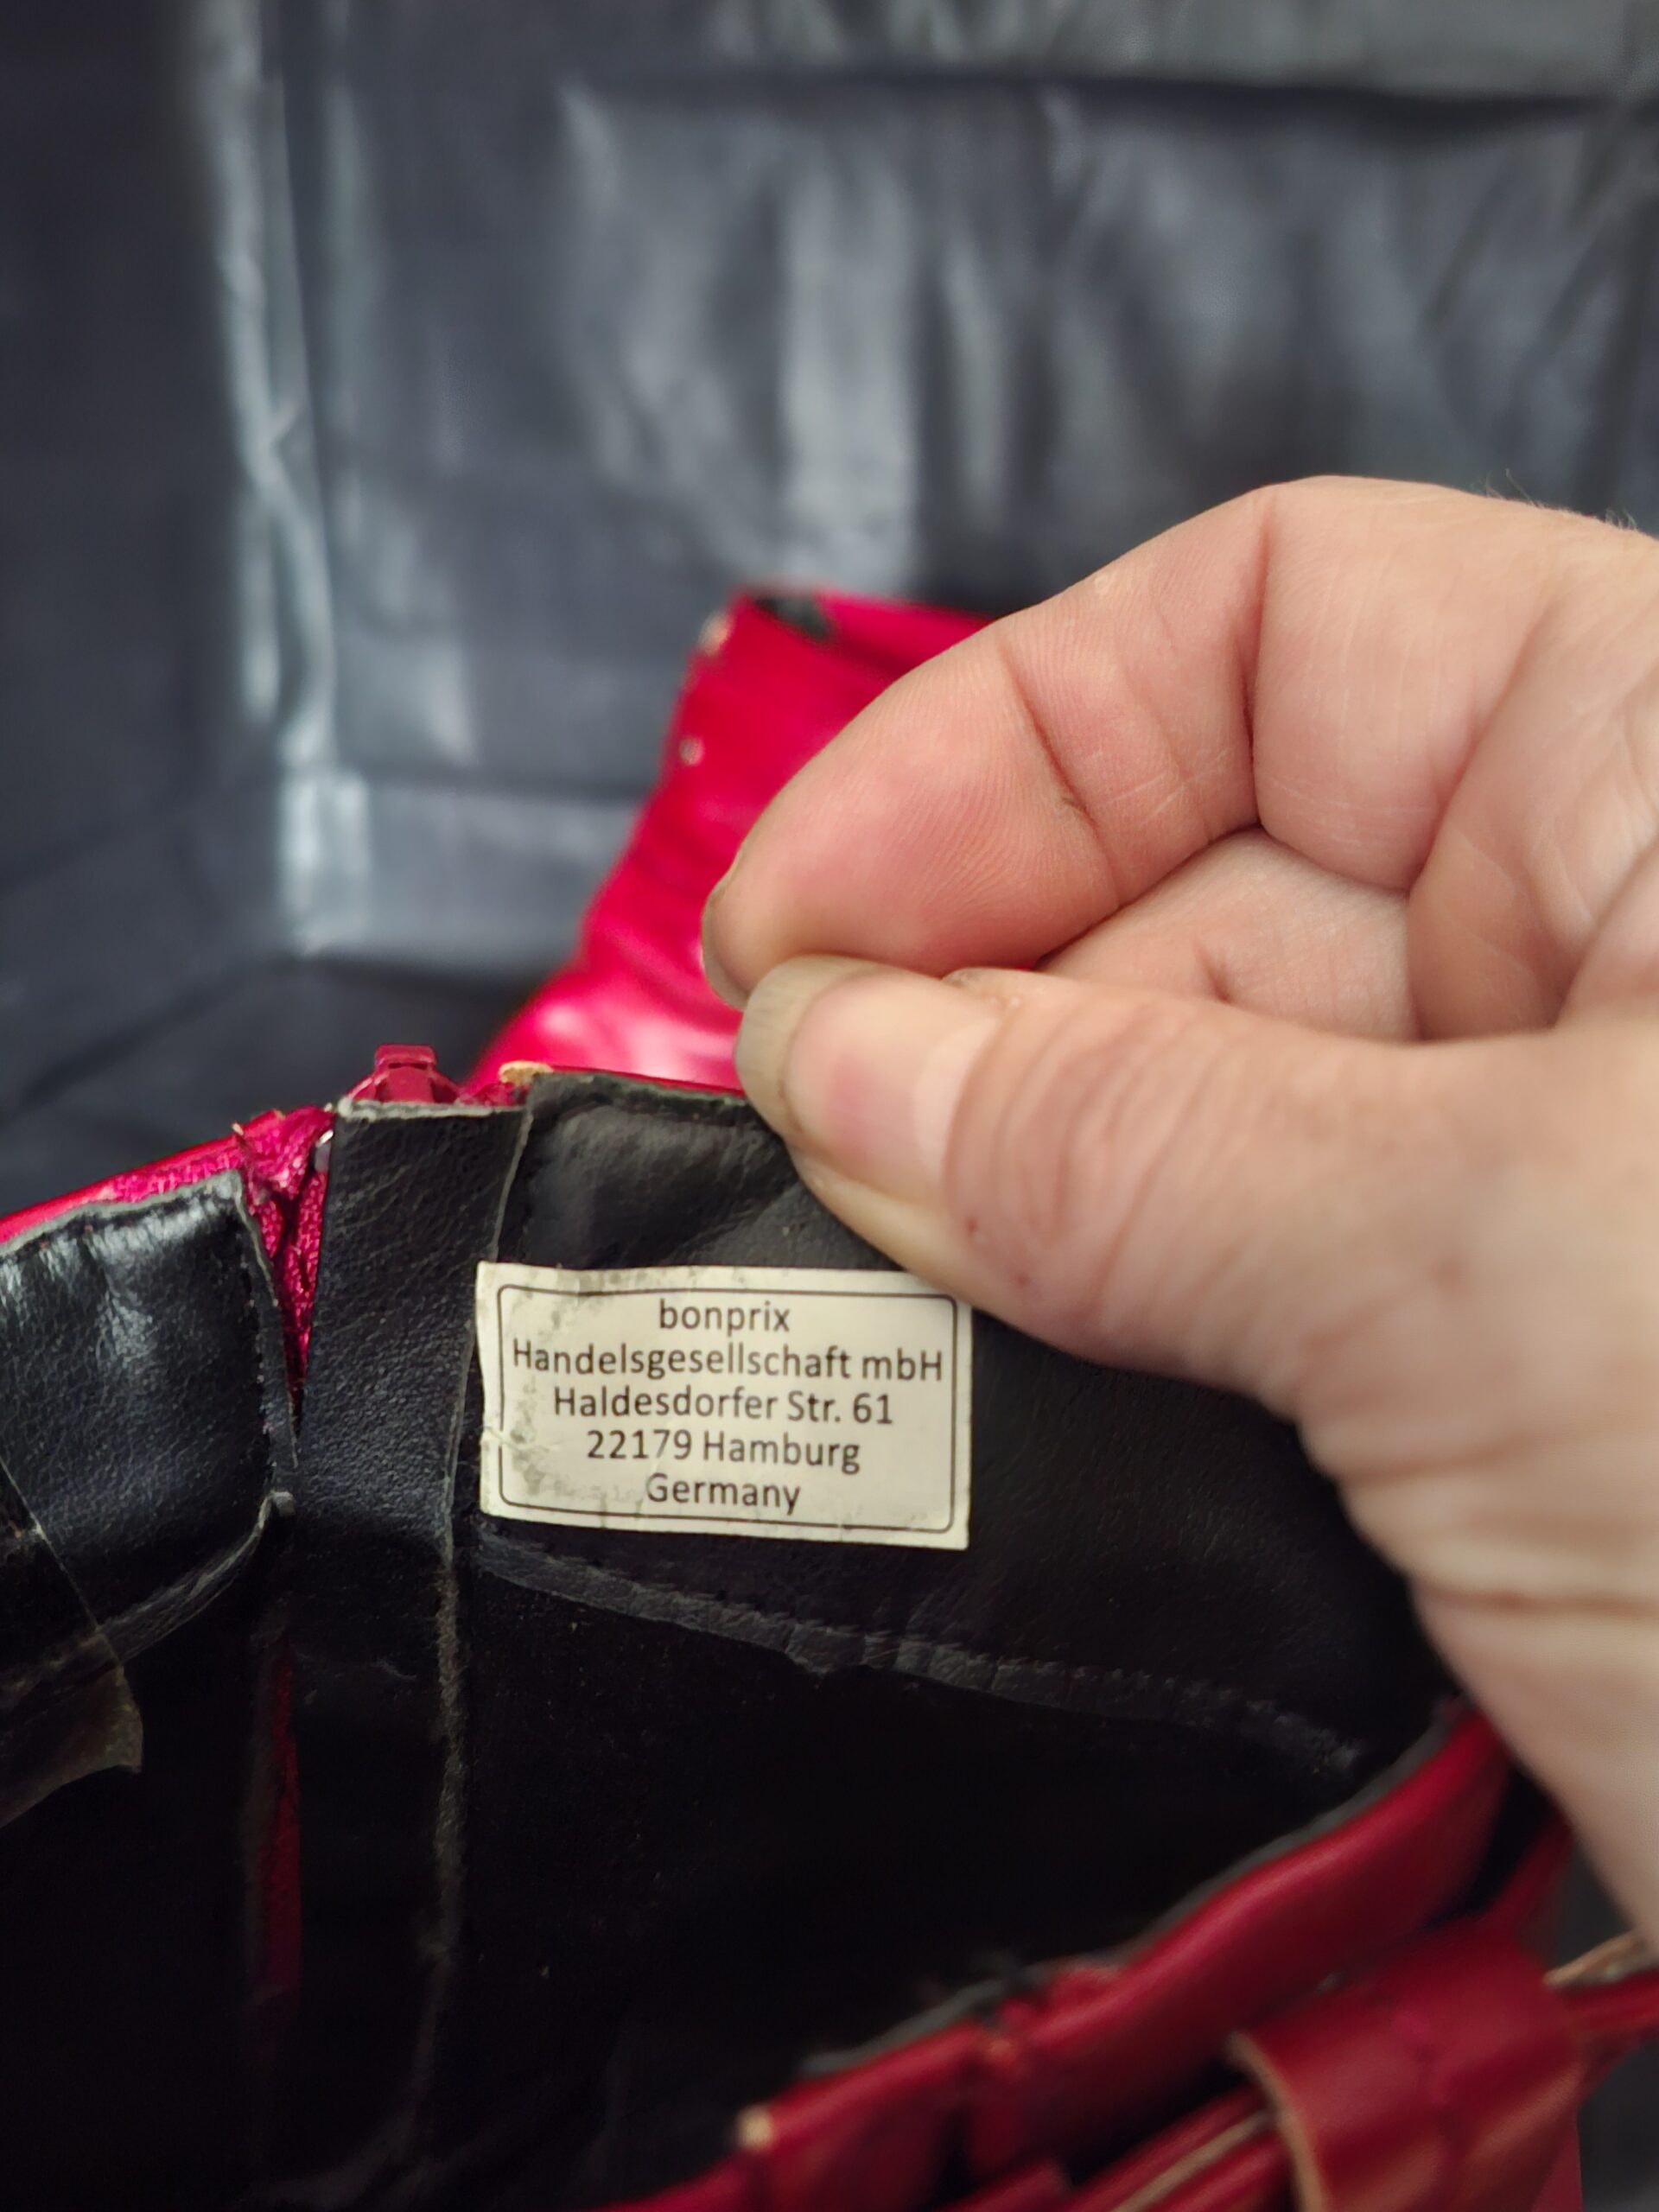 bonprix
Handelsgesellschaft mbH
Haldesdorfer Str. 61
22179 Hamburg
Germany